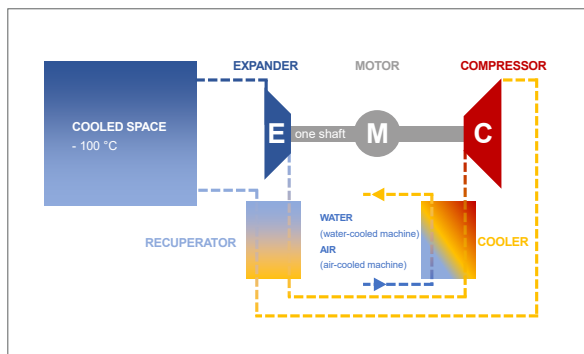 EXPANDER
MOTOR
COMPRESSOR
COOLED SPACE
- 100 °C
E
one shaft
M
C
WATER
(water-cooled machine)
AIR
(air-cooled machine)
RECUPERATOR
COOLER